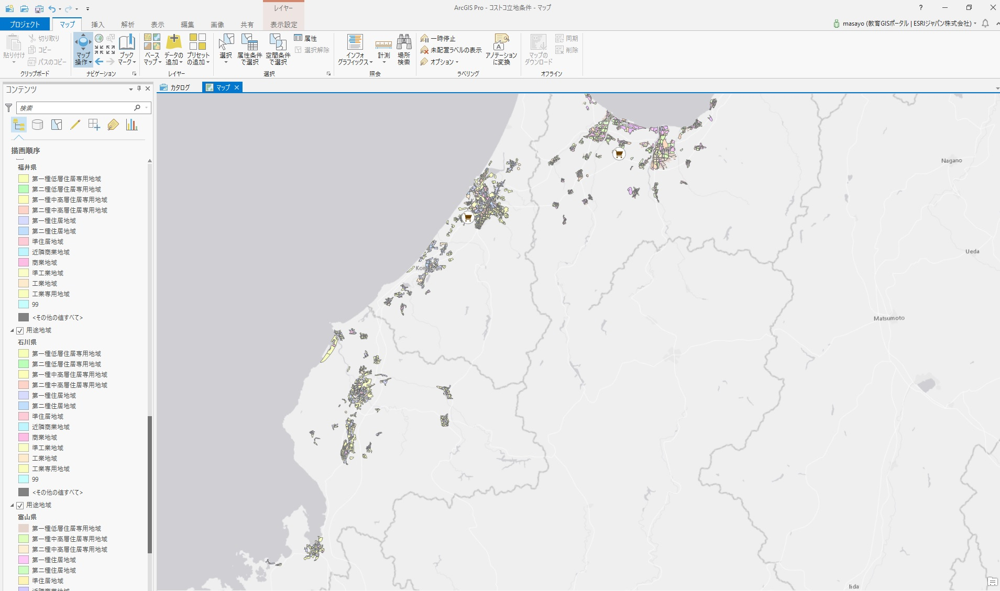 レイヤー
ArcGIS Pro - コストコ立地条件 - マップ
?
プロジェクト
マップ
挿入
解析
表示
編集
画像
共有
表示設定
masayo (教育GISポータル | ESRIジャパン株式会社)
貼り付け
切り取り
コピー
パスのコピー
クリップボード
マップ
操作
ブック
マーク
ナビゲーション
ベース
マップ
データの
追加
プリセット
の追加
レイヤー
選択
属性条件
で選択
空間条件
で選択
属性
選択解除
選択
インフォ
グラフィックス
計測
場所
検索
照会
一時停止
未配置ラベルの表示
オプション
アノテーション
に変換
ラベリング
マップの
ダウンロード
同期
削除
オフライン
コンテンツ
カタログ
マップ
検索
描画順序
福井県
第一種低層住居専用地域
第二種低層住居専用地域
第一種中高層住居専用地域
第二種中高層住居専用地域
第一種住居地域
第二種住居地域
準住居地域
近隣商業地域
商業地域
準工業地域
工業地域
工業専用地域
99
<その他の値すべて>
用途地域
石川県
第一種低層住居専用地域
第二種低層住居専用地域
第一種中高層住居専用地域
第二種中高層住居専用地域
第一種住居地域
第二種住居地域
準住居地域
近隣商業地域
商業地域
準工業地域
工業地域
工業専用地域
99
<その他の値すべて>
用途地域
富山県
第一種低層住居専用地域
第一種中高層住居専用地域
第二種中高層住居専用地域
第一種住居地域
第二種住居地域
準住居地域
近隣商業地域
Nagano
Ueda
Matsumoto
Iida